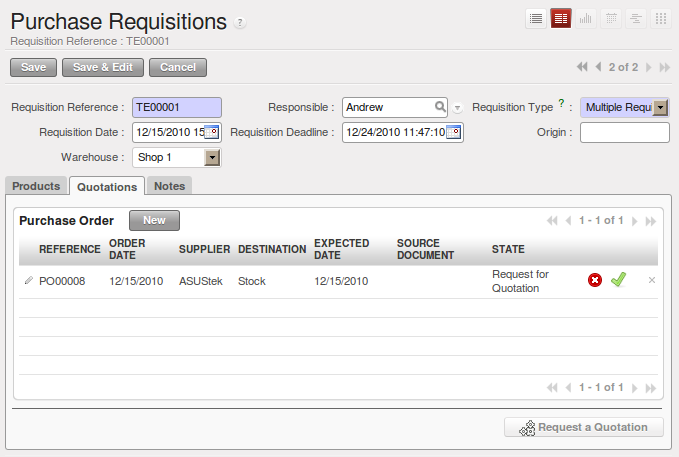 Purchase Requisitions ?
Requisition Reference : TE00001
Save Save & Edit Cancel 2 of 2
Requisition Reference : TE00001 Responsible : Andrew Requisition Type ? : Multiple Requi
Requisition Date : 12/15/2010 15 Requisition Deadline : 12/24/2010 11:47:10 Origin :
Warehouse : Shop 1
Products Quotations Notes
Purchase Order New 1 - 1 of 1
REFERENCE ORDER DATE SUPPLIER DESTINATION EXPECTED DATE SOURCE DOCUMENT STATE
PO00008 12/15/2010 ASUStek Stock 12/15/2010 Request for Quotation
1 - 1 of 1
Request a Quotation